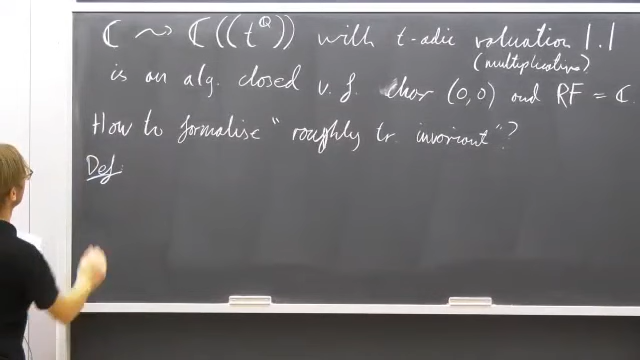 ℂ ⇝ ℂ((t^ℚ)) with t-adic valuation |.|
(multiplicative)
is an alg. closed v.f. char (0,0) and RF = ℂ.
How to formalise "roughly tr. invariant"?
Def